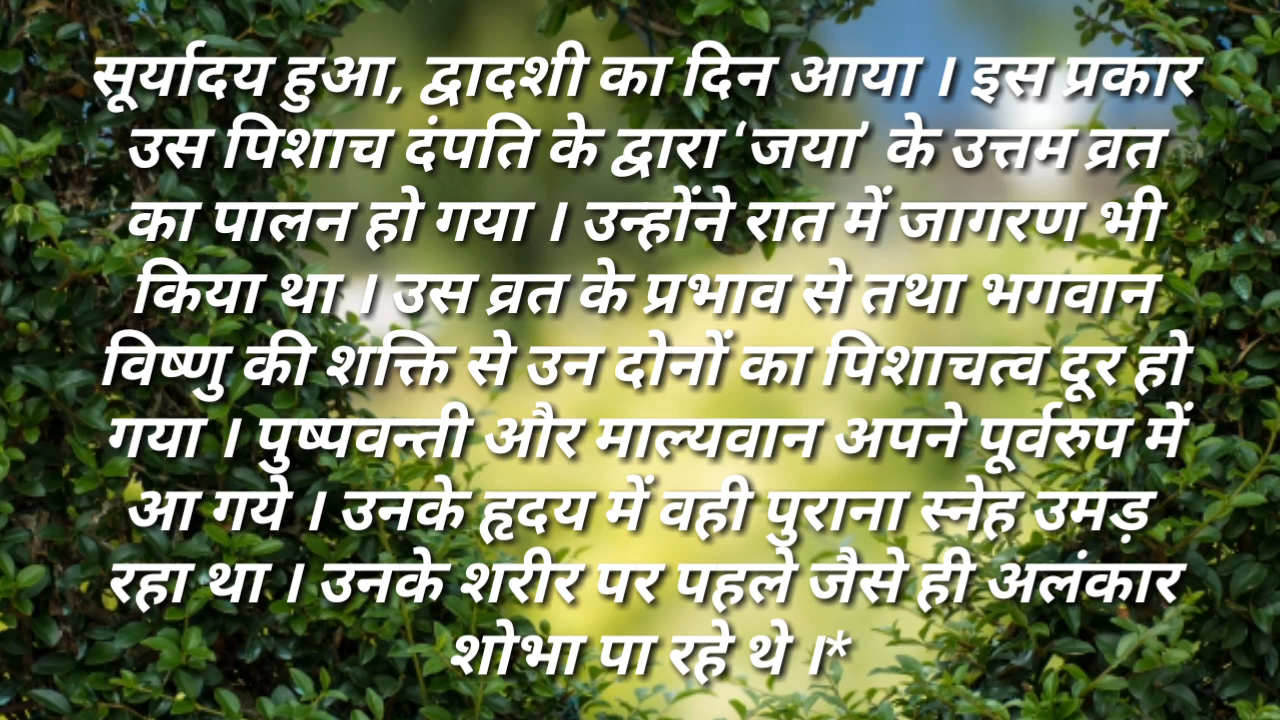 सूर्यादय हुआ, द्वादशी का दिन आया । इस प्रकार
उस पिशाच दंपति के द्वारा ‘जया’ के उत्तम व्रत
का पालन हो गया । उन्होंने रात में जागरण भी
किया था । उस व्रत के प्रभाव से तथा भगवान
विष्णु की शक्ति से उन दोनों का पिशाचत्व दूर हो
गया । पुष्पवन्ती और माल्यवान अपने पूर्वरुप में
आ गये । उनके हृदय में वही पुराना स्नेह उमड़
रहा था । उनके शरीर पर पहले जैसे ही अलंकार
शोभा पा रहे थे ।*